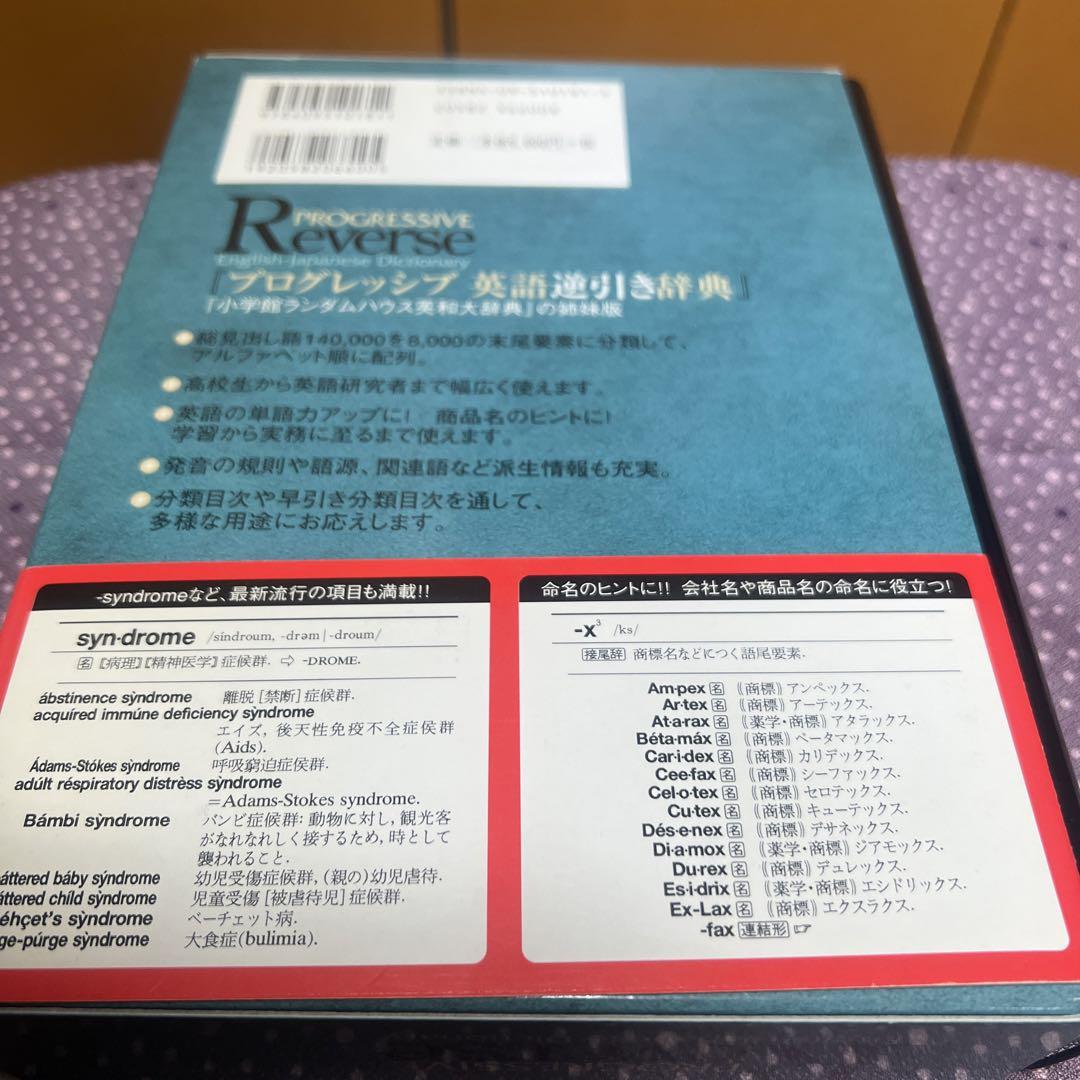 PROGRESSIVE
Reverse
English-Japanese Dictionary
『プログレッシブ 英語逆引き辞典』
「小学館ランダムハウス英和大辞典」の姉妹版
総見出し語140,000を8,000の末尾要素に分類して、
アルファベット順に配列。
高校生から英語研究者まで幅広く使えます。
英語の単語力アップに! 商品名のヒントに!
学習から実務に至るまで使えます。
発音の規則や語源、関連語など派生情報も充実。
分類目次や早引き分類目次を通して、
多様な用途にお応えします。
-syndromeなど、最新流行の項目も満載!!
syn·drome /síndroum, -drəm | -droum/
名 〖病理〗〖精神医学〗症候群. ⇨ -DROME.
ábstinence sỳndrome 離脱[禁断]症候群.
acquired immúne deficiency sỳndrome
エイズ, 後天性免疫不全症候群
(Aids).
Ádams-Stókes sỳndrome 呼吸窮迫症候群.
adúlt réspiratory distrèss sỳndrome
=Adams-Stokes syndrome.
Bámbi sỳndrome バンビ症候群: 動物に対し, 観光客
がなれなれしく接するため, 時として
襲われること.
áttered báby sỳndrome 幼児受傷症候群, (親の)幼児虐待.
áttered chíld sỳndrome 児童受傷[被虐待児]症候群.
éhçet's sỳndrome ベーチェット病.
ge-púrge sỳndrome 大食症(bulimia).
命名のヒントに!! 会社名や商品名の命名に役立つ!
-x³ /ks/
接尾辞 商標名などにつく語尾要素.
Am·pex 名 《商標》アンペックス.
Ar·tex 名 《商標》アーテックス.
At·a·rax 名 《薬学・商標》アタラックス.
Béta·máx 名 《商標》ベータマックス.
Car·i·dex 名 《商標》カリデックス.
Cee·fax 名 《商標》シーファックス.
Cel·o·tex 名 《商標》セロテックス.
Cu·tex 名 《商標》キューテックス.
Dés·e·nex 名 《商標》デサネックス.
Di·a·mox 名 《薬学・商標》ジアモックス.
Du·rex 名 《商標》デュレックス.
Es·i·drix 名 《薬学・商標》エシドリックス.
Ex-Lax 名 《商標》エクスラクス.
-fax 連結形 ☞